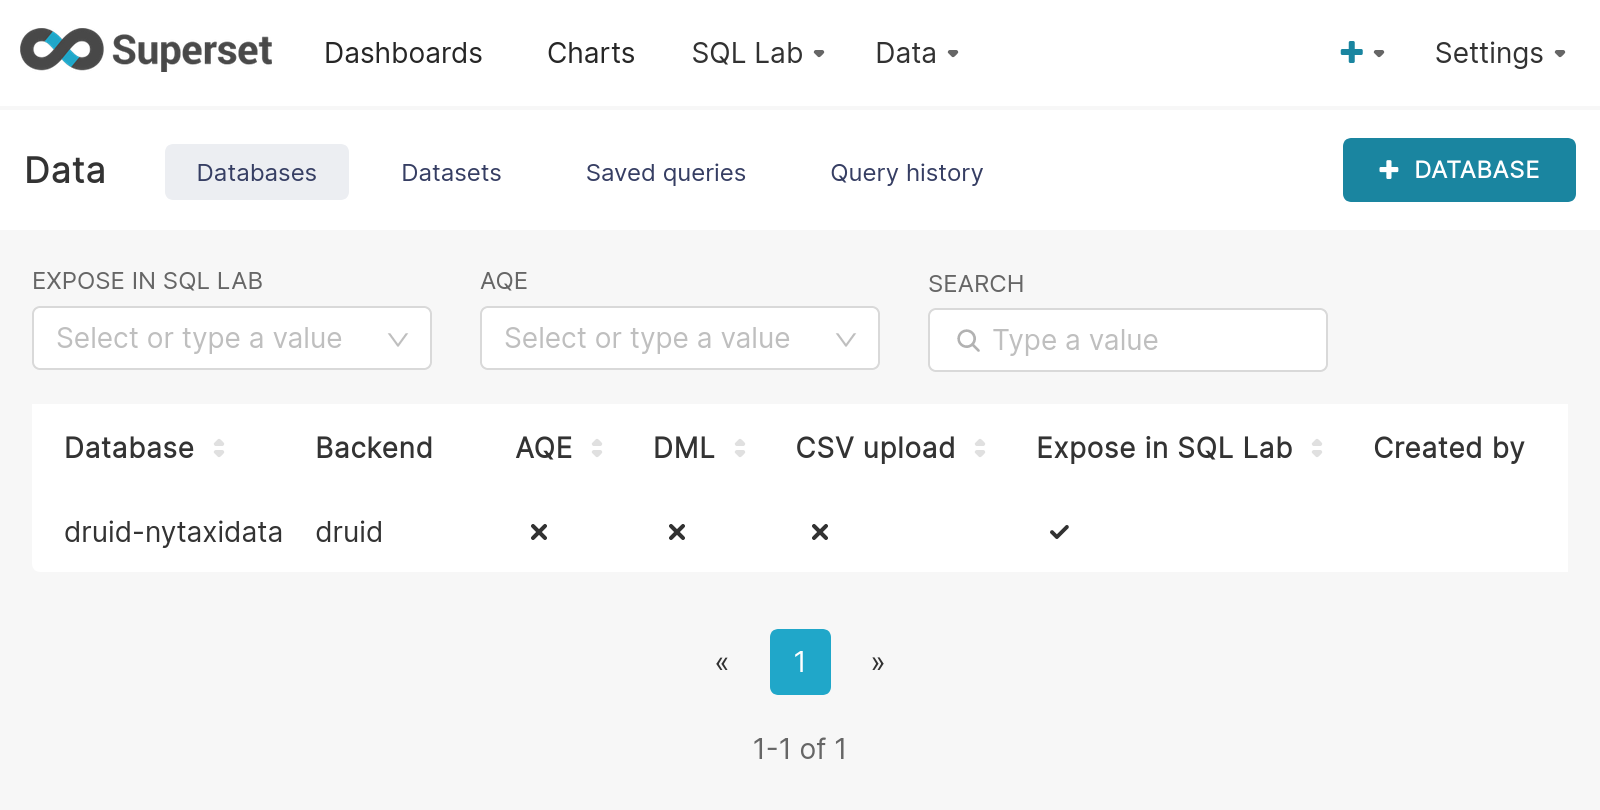 Superset Dashboards Charts SQL Lab Data Settings
Data Databases Datasets Saved queries Query history + DATABASE
EXPOSE IN SQL LAB AQE SEARCH
Select or type a value Select or type a value Type a value
Database Backend AQE DML CSV upload Expose in SQL Lab Created by
druid-nytaxidata druid
« 1 »
1-1 of 1